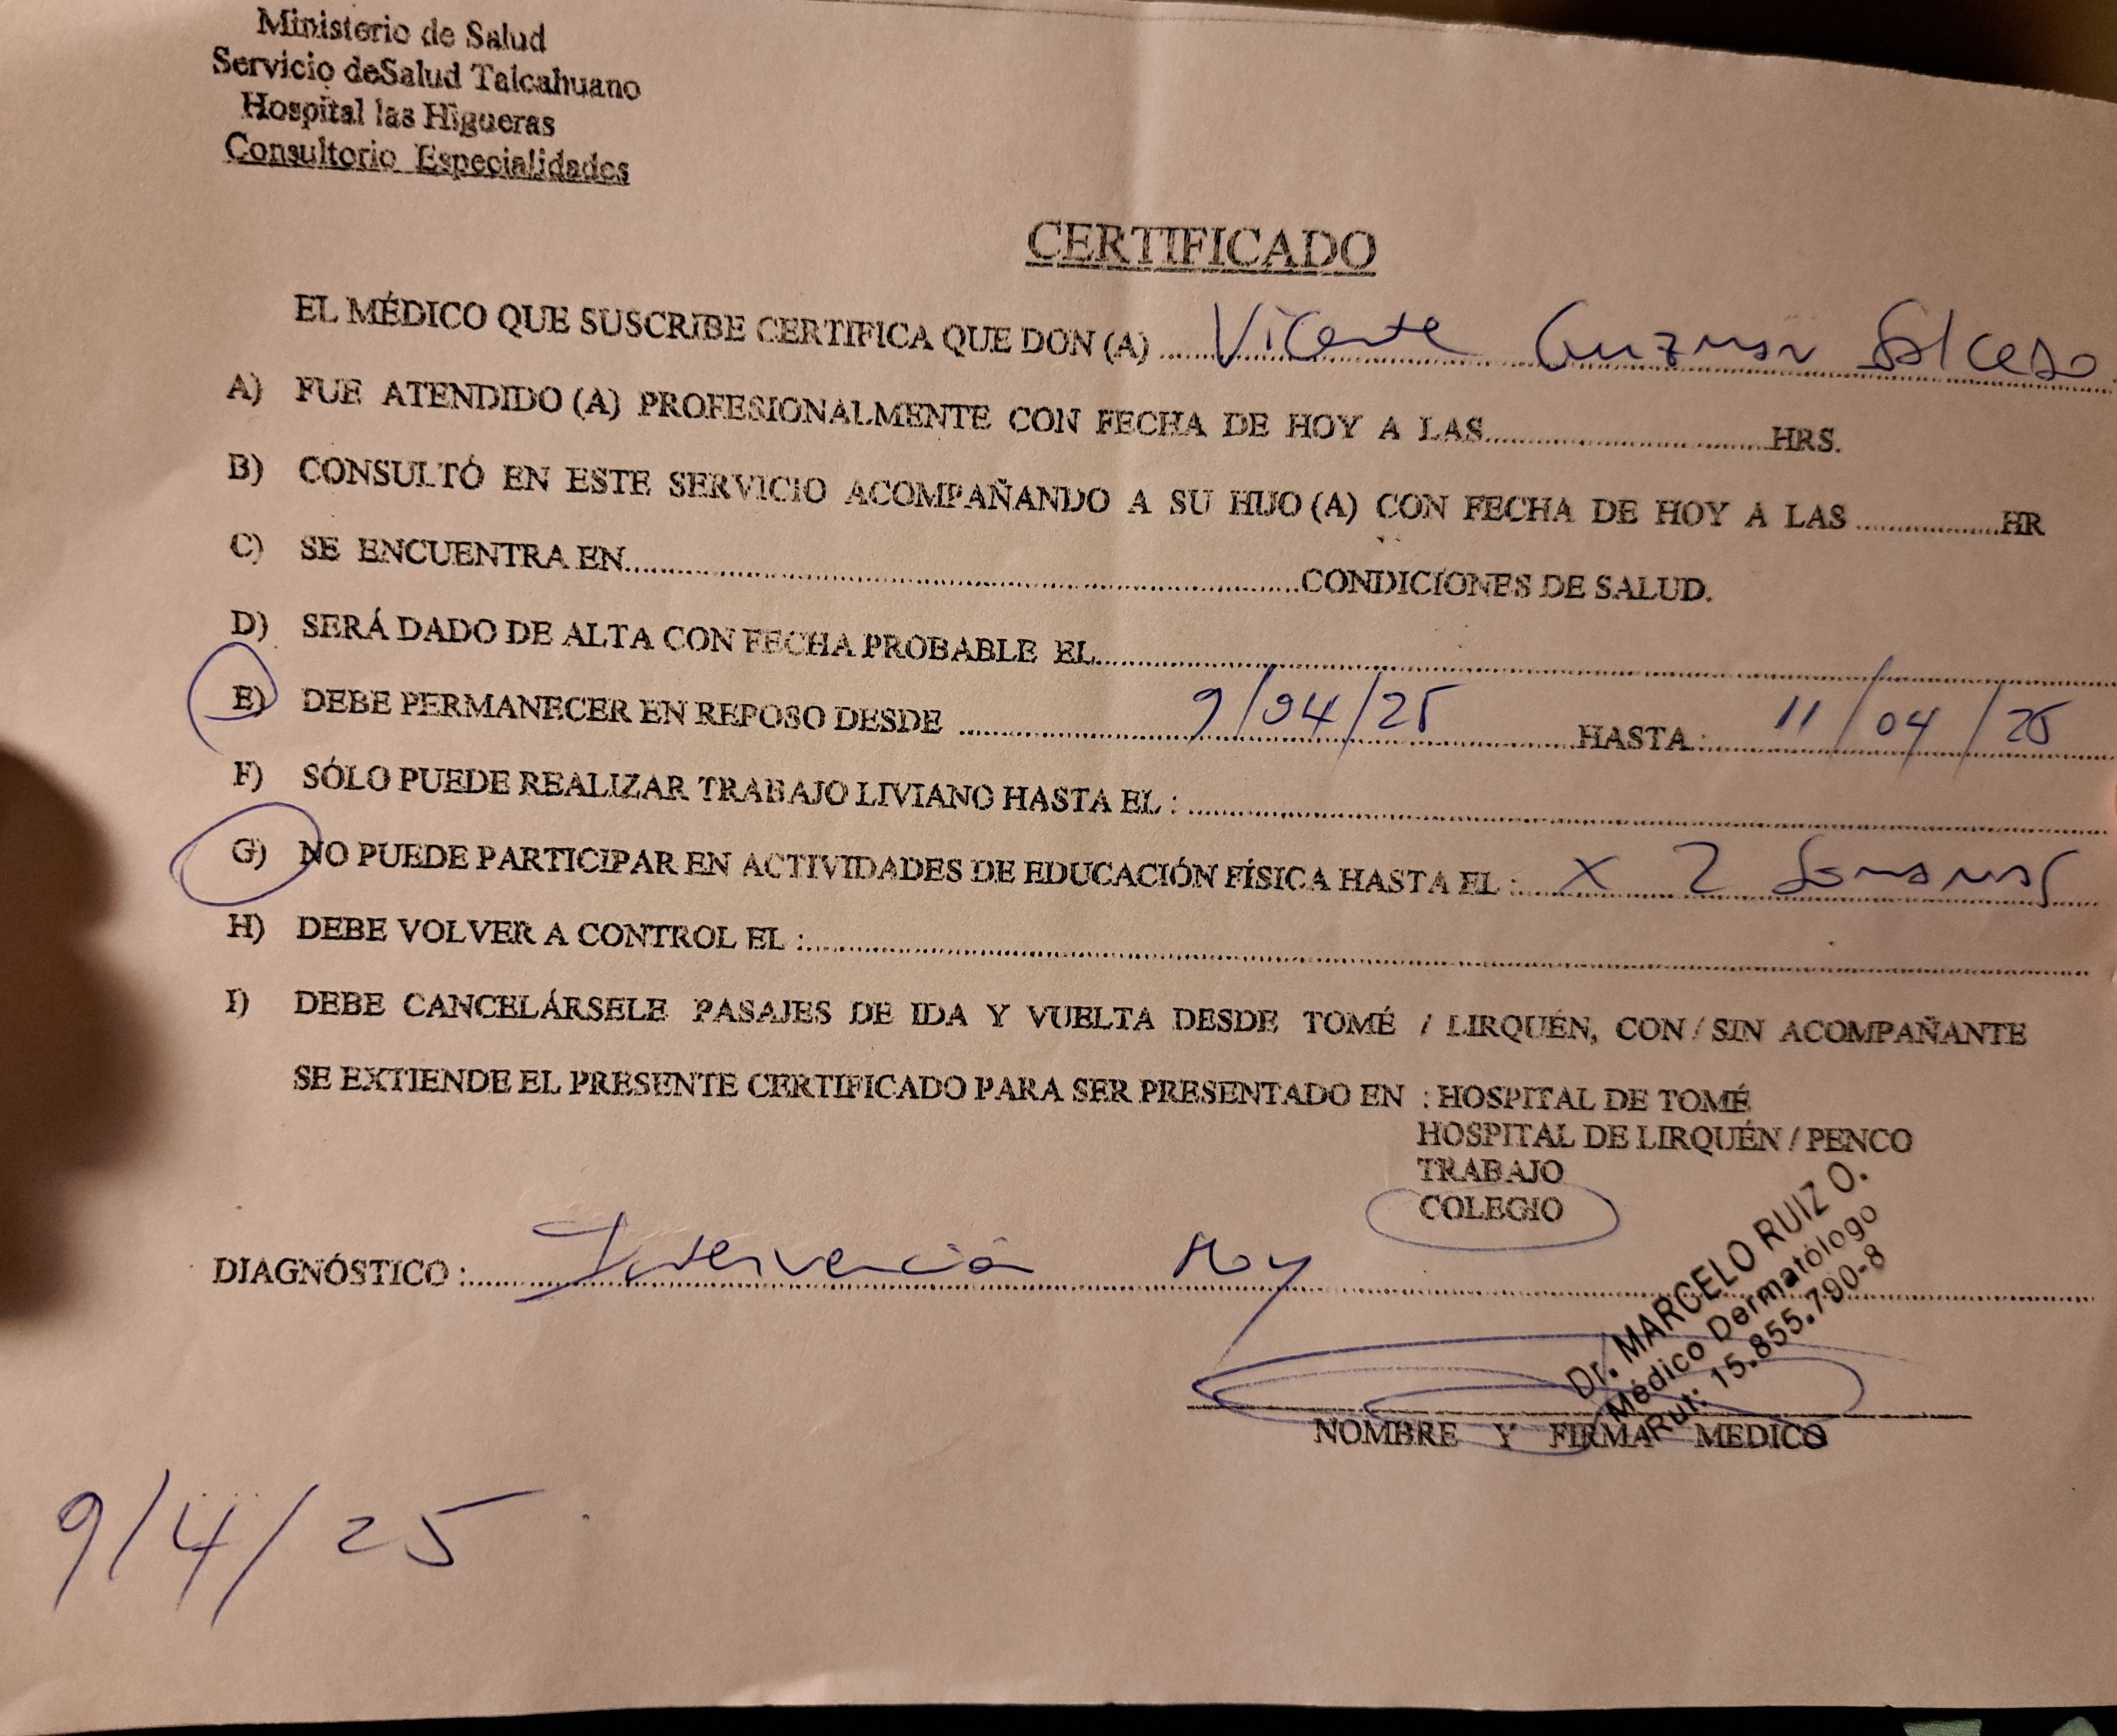 Ministerio de Salud
Servicio deSalud Talcahuano
Hospital las Higueras
Consultorio Especialidades
CERTIFICADO
EL MÉDICO QUE SUSCRIBE CERTIFICA QUE DON (A) ..... Vicente Guzman Salcedo
A) FUE ATENDIDO (A) PROFESIONALMENTE CON FECHA DE HOY A LAS..............................HRS.
B) CONSULTÓ EN ESTE SERVICIO ACOMPAÑANDO A SU HIJO (A) CON FECHA DE HOY A LAS ..................HR
C) SE ENCUENTRA EN..............................CONDICIONES DE SALUD.
D) SERÁ DADO DE ALTA CON FECHA PROBABLE EL..............................
E) DEBE PERMANECER EN REPOSO DESDE .......... 9/04/25 ..........HASTA :.......... 11/04/25
F) SÓLO PUEDE REALIZAR TRABAJO LIVIANO HASTA EL : ..............................
G) NO PUEDE PARTICIPAR EN ACTIVIDADES DE EDUCACIÓN FÍSICA HASTA EL :..... x 2 Semanas
H) DEBE VOLVER A CONTROL EL :..............................
I) DEBE CANCELÁRSELE PASAJES DE IDA Y VUELTA DESDE TOMÉ / LIRQUÉN, CON / SIN ACOMPAÑANTE
SE EXTIENDE EL PRESENTE CERTIFICADO PARA SER PRESENTADO EN : HOSPITAL DE TOMÉ
HOSPITAL DE LIRQUÉN / PENCO
TRABAJO
COLEGIO
DIAGNÓSTICO :.......... Intervención Hoy
Dr. MARCELO RUIZ O.
Médico Dermatólogo
Rut: 15.855.790-8
NOMBRE Y FIRMA MEDICO
9/4/25